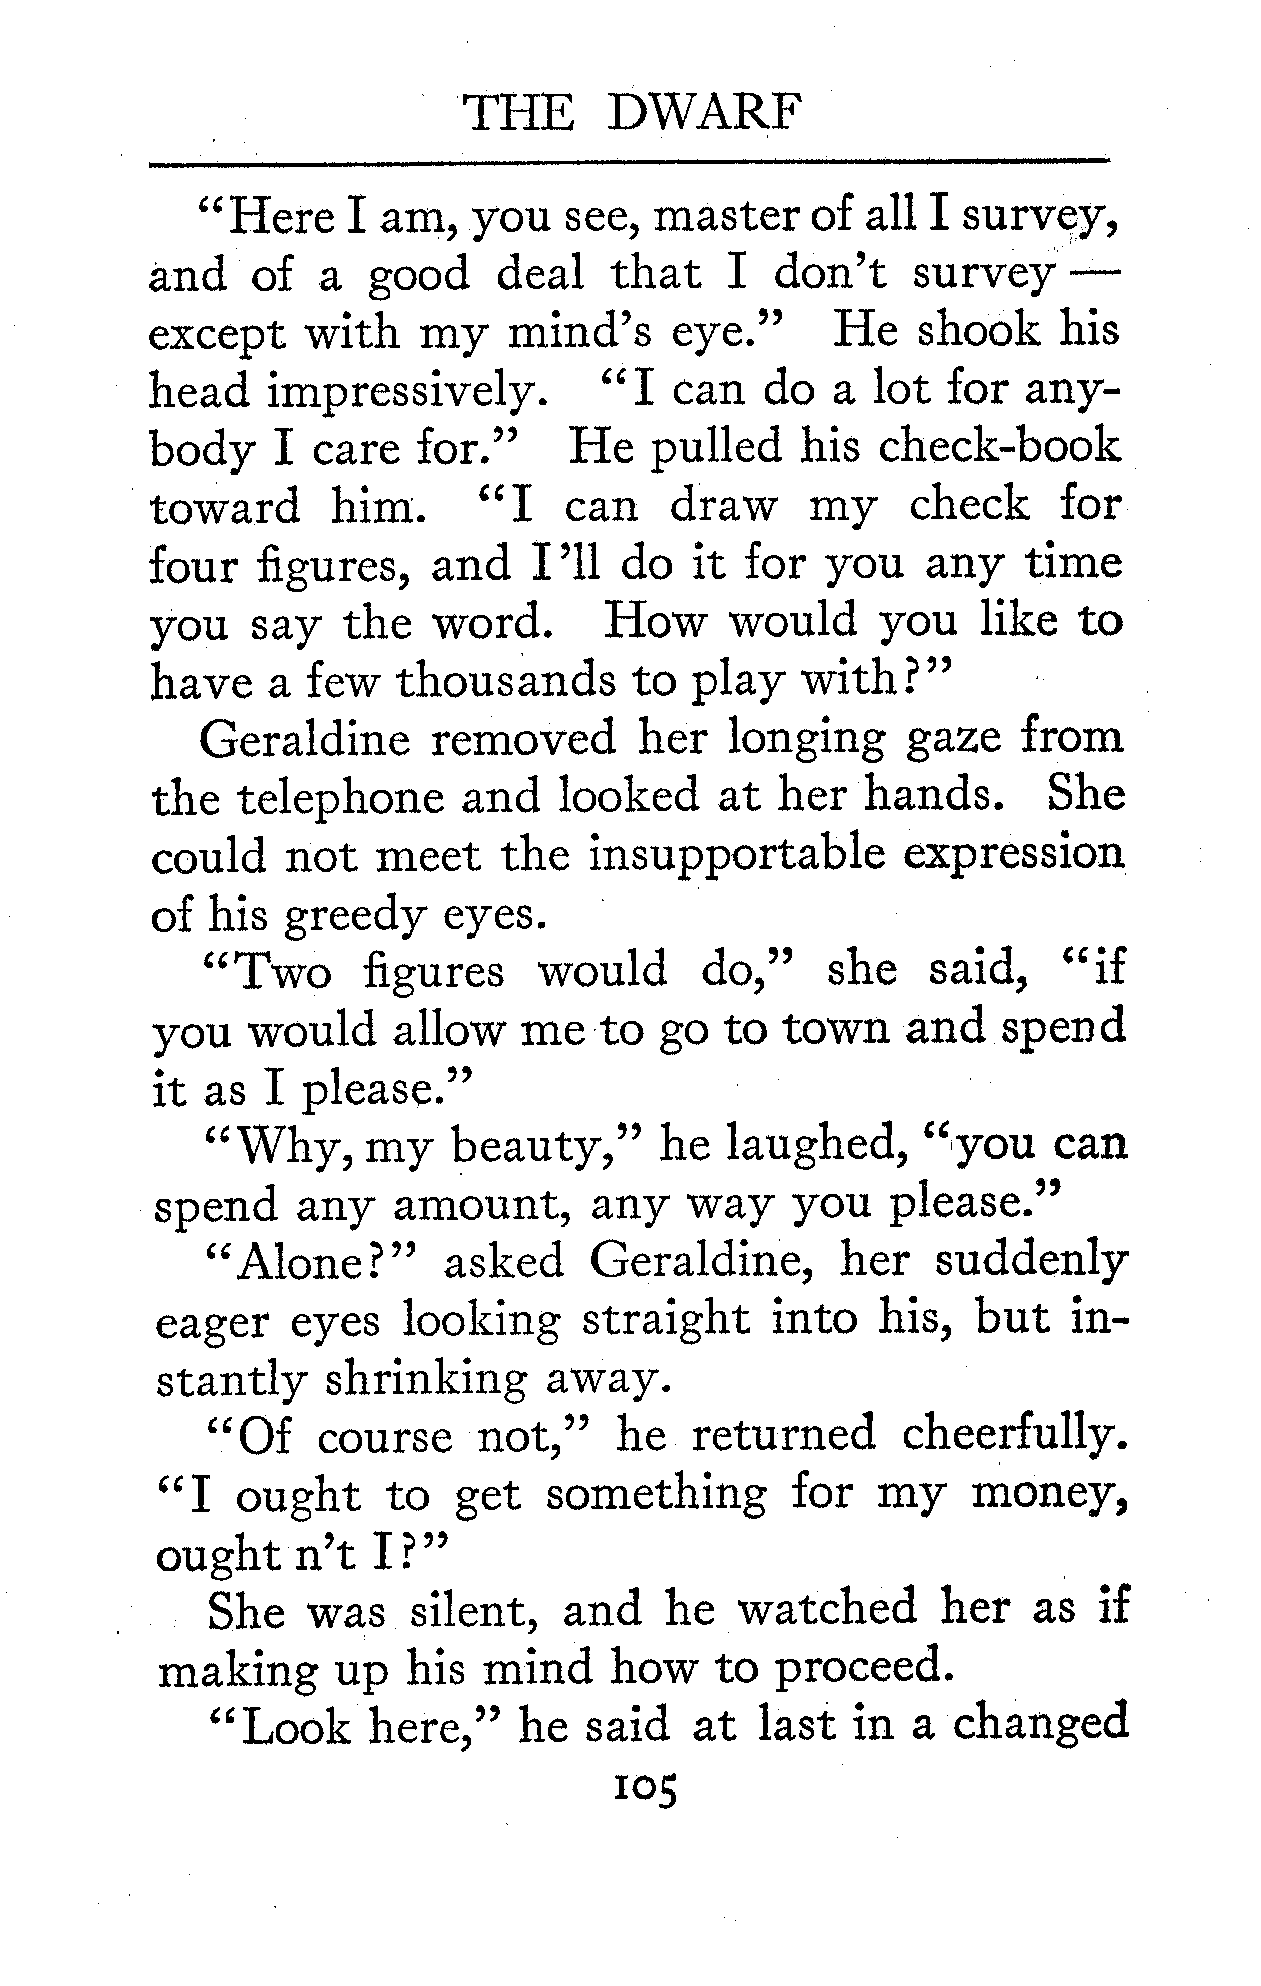 THE DWARF
“Here I am, you see, master of all I survey,
and of a good deal that I don’t survey —
except with my mind’s eye.” He shook his
head impressively. “I can do a lot for any-
body I care for.” He pulled his check-book
toward him. “I can draw my check for
four figures, and I ’ll do it for you any time
you say the word. How would you like to
have a few thousands to play with?”
Geraldine removed her longing gaze from
the telephone and looked at her hands. She
could not meet the insupportable expression
of his greedy eyes.
“Two figures would do,” she said, “if
you would allow me to go to town and spend
it as I please.”
“Why, my beauty,” he laughed, “you can
spend any amount, any way you please.”
“Alone?” asked Geraldine, her suddenly
eager eyes looking straight into his, but in-
stantly shrinking away.
“Of course not,” he returned cheerfully.
“I ought to get something for my money,
ought n’t I?”
She was silent, and he watched her as if
making up his mind how to proceed.
“Look here,” he said at last in a changed
105